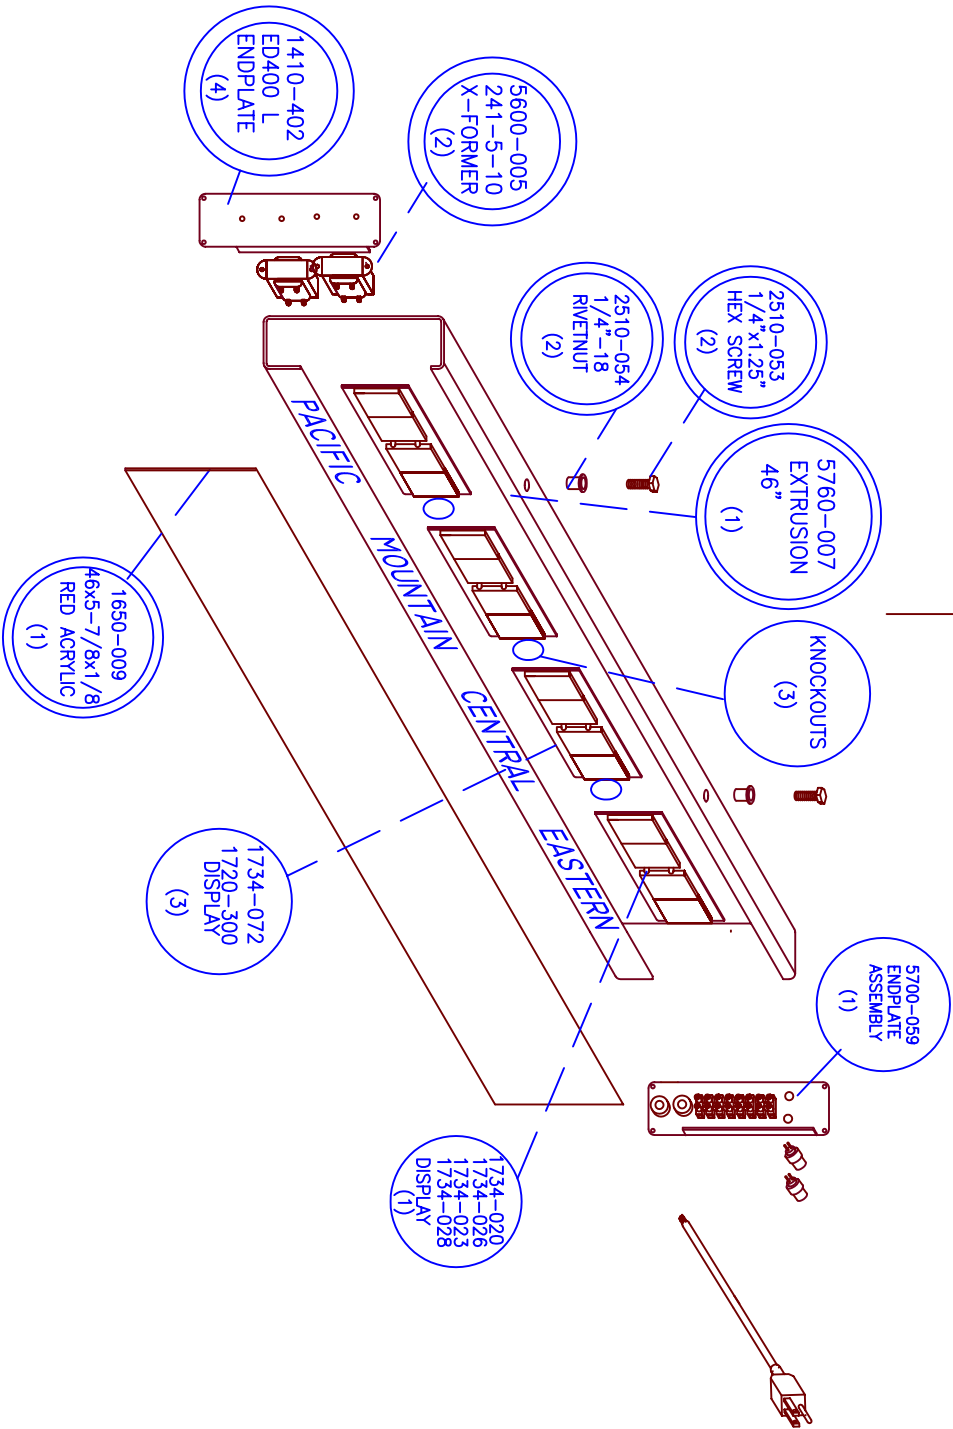 1410-402
ED400 L
ENDPLATE
(4)
5600-005
241-5-10
X-FORMER
(2)
2510-054
1/4"-18
RIVETNUT
(2)
2510-053
1/4"x1.25"
HEX SCREW
(2)
5760-007
EXTRUSION
46"
(1)
KNOCKOUTS
(3)
5700-059
ENDPLATE
ASSEMBLY
(1)
PACIFIC
MOUNTAIN
CENTRAL
EASTERN
1650-009
46x5-7/8x1/8
RED ACRYLIC
(1)
1734-072
1720-300
DISPLAY
(3)
1734-020
1734-026
1734-023
1734-028
DISPLAY
(1)